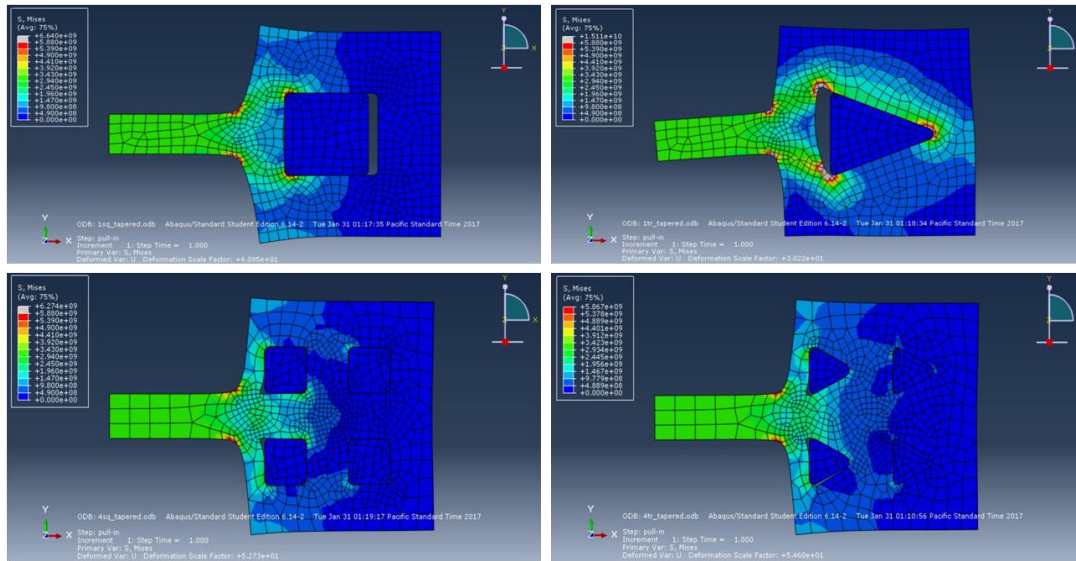 S, Mises
(Avg: 75%)
+6.640e+09
+5.880e+09
+5.390e+09
+4.900e+09
+4.410e+09
+3.920e+09
+3.430e+09
+2.940e+09
+2.450e+09
+1.960e+09
+1.470e+09
+9.800e+08
+4.900e+08
+0.000e+00
Y
X
Z
Y
Z X
ODB: 1sq_tapered.odb Abaqus/Standard Student Edition 6.14-2 Tue Jan 31 01:17:35 Pacific Standard Time 2017
Step: pull-in
Increment 1: Step Time = 1.000
Primary Var: S, Mises
Deformed Var: U Deformation Scale Factor: +6.085e+01
S, Mises
(Avg: 75%)
+1.511e+10
+5.880e+09
+5.390e+09
+4.900e+09
+4.410e+09
+3.920e+09
+3.430e+09
+2.940e+09
+2.450e+09
+1.960e+09
+1.470e+09
+9.800e+08
+4.900e+08
+0.000e+00
Y
X
Z
Y
Z X
ODB: 1tr_tapered.odb Abaqus/Standard Student Edition 6.14-2 Tue Jan 31 01:18:34 Pacific Standard Time 2017
Step: pull-in
Increment 1: Step Time = 1.000
Primary Var: S, Mises
Deformed Var: U Deformation Scale Factor: +3.022e+01
S, Mises
(Avg: 75%)
+6.274e+09
+5.880e+09
+5.390e+09
+4.900e+09
+4.410e+09
+3.920e+09
+3.430e+09
+2.940e+09
+2.450e+09
+1.960e+09
+1.470e+09
+9.800e+08
+4.900e+08
+0.000e+00
Y
X
Z
Y
Z X
ODB: 4sq_tapered.odb Abaqus/Standard Student Edition 6.14-2 Tue Jan 31 01:19:17 Pacific Standard Time 2017
Step: pull-in
Increment 1: Step Time = 1.000
Primary Var: S, Mises
Deformed Var: U Deformation Scale Factor: +5.273e+01
S, Mises
(Avg: 75%)
+5.867e+09
+5.378e+09
+4.889e+09
+4.401e+09
+3.912e+09
+3.423e+09
+2.934e+09
+2.445e+09
+1.956e+09
+1.467e+09
+9.779e+08
+4.889e+08
+0.000e+00
Y
X
Z
Y
Z X
ODB: 4tr_tapered.odb Abaqus/Standard Student Edition 6.14-2 Tue Jan 31 01:10:56 Pacific Standard Time 2017
Step: pull-in
Increment 1: Step Time = 1.000
Primary Var: S, Mises
Deformed Var: U Deformation Scale Factor: +5.460e+01